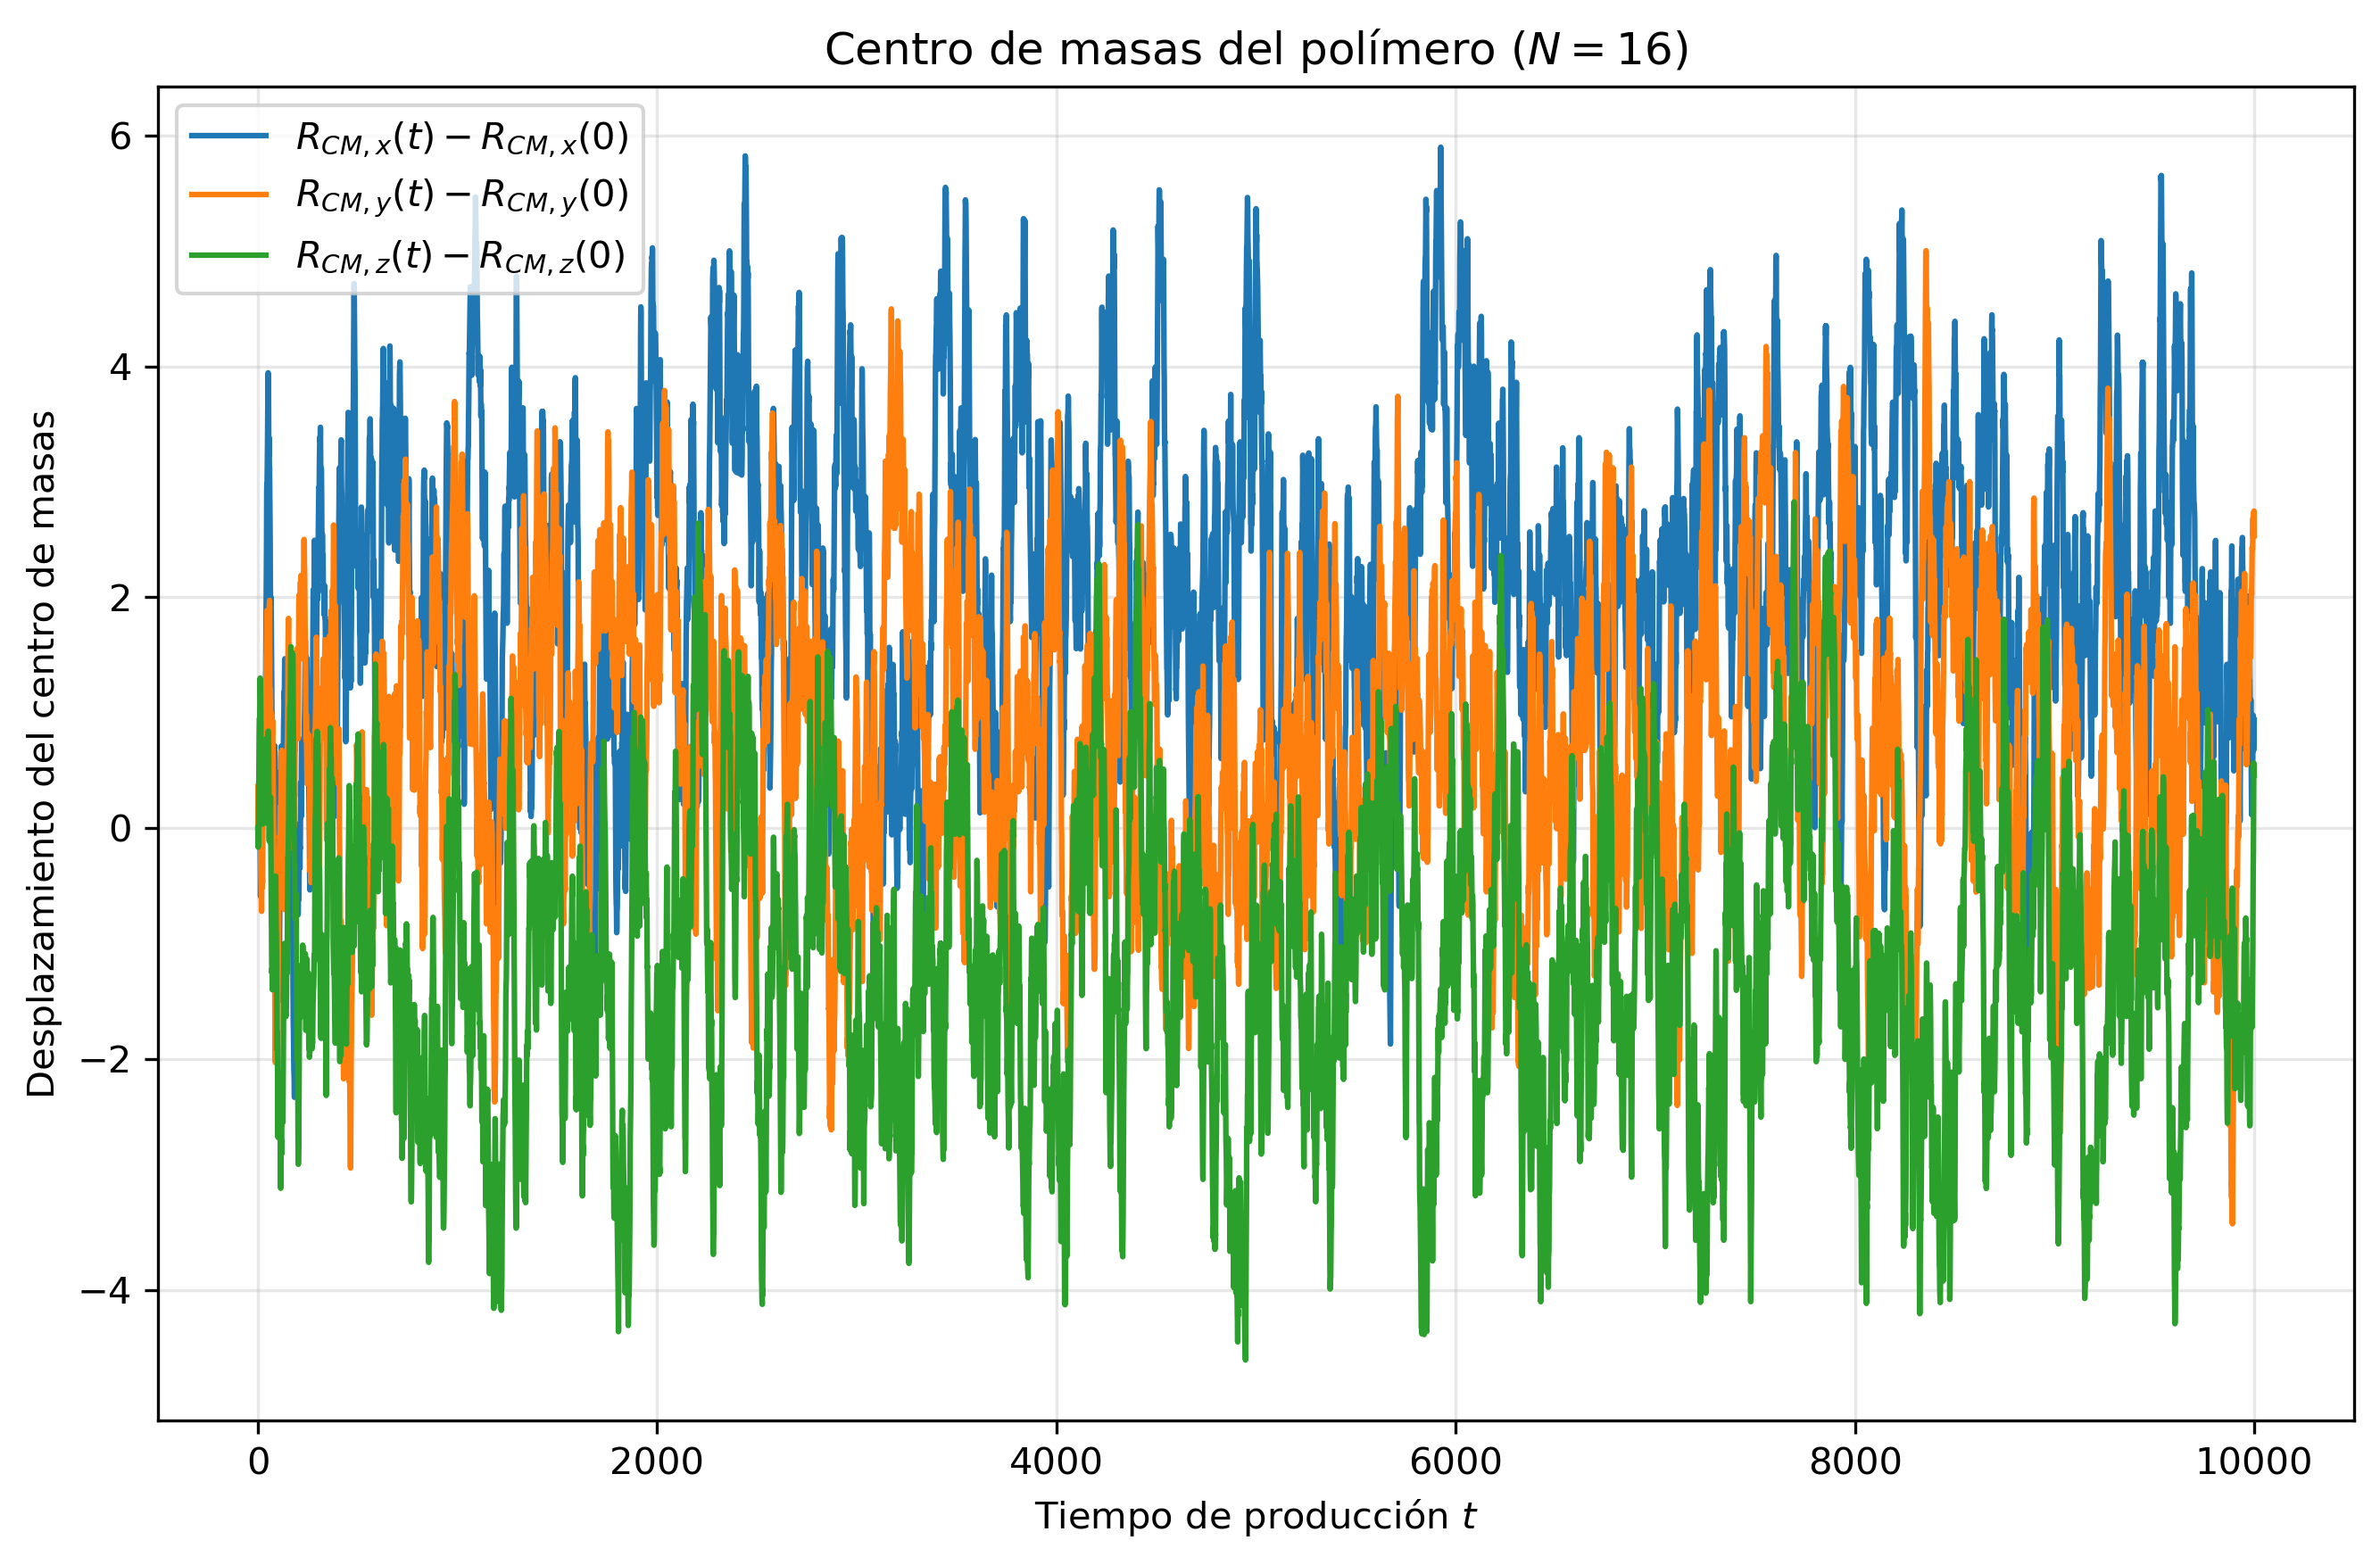 Centro de masas del polímero (N = 16)
R_{CM, x}(t) − R_{CM, x}(0)
R_{CM, y}(t) − R_{CM, y}(0)
R_{CM, z}(t) − R_{CM, z}(0)
Desplazamiento del centro de masas
6
4
2
0
−2
−4
0 2000 4000 6000 8000 10000
Tiempo de producción t